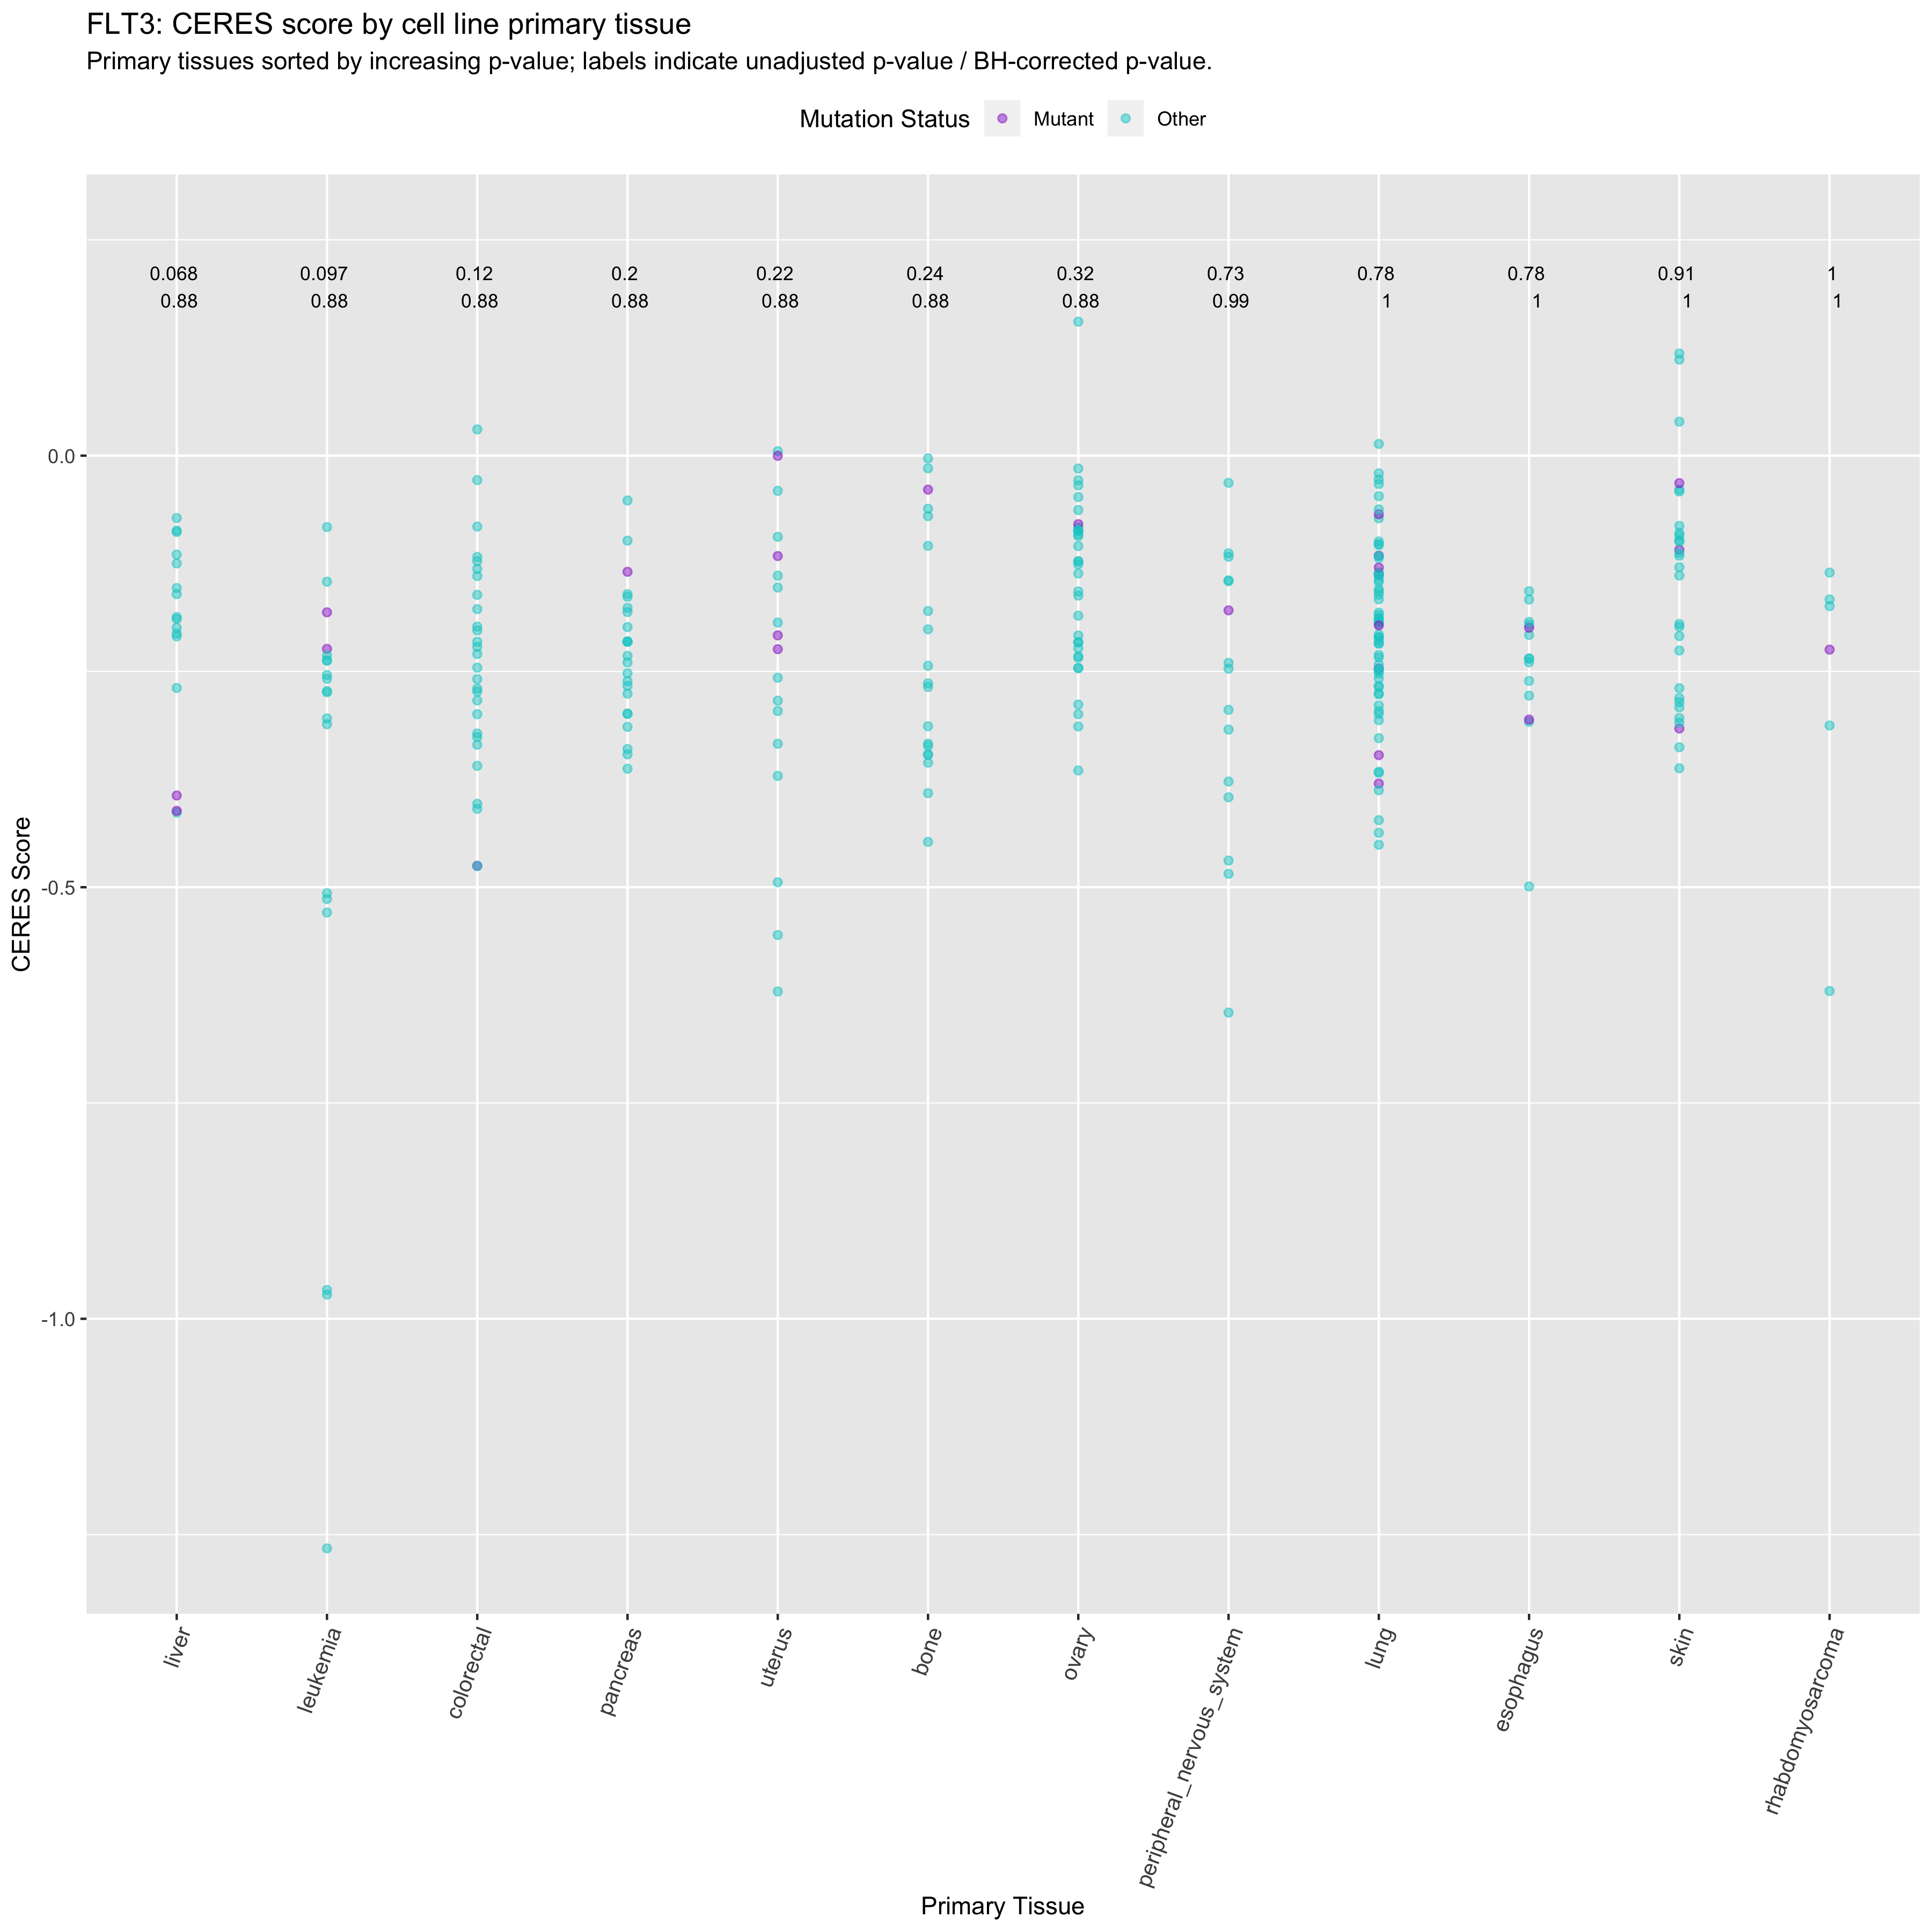 FLT3: CERES score by cell line primary tissue
Primary tissues sorted by increasing p-value; labels indicate unadjusted p-value / BH-corrected p-value.
Mutation Status Mutant Other
0.068 0.097 0.12 0.2 0.22 0.24 0.32 0.73 0.78 0.78 0.91 1
0.88 0.88 0.88 0.88 0.88 0.88 0.88 0.99 1 1 1 1
0.0
-0.5
-1.0
CERES Score
liver leukemia colorectal pancreas uterus bone ovary peripheral_nervous_system lung esophagus skin rhabdomyosarcoma
Primary Tissue